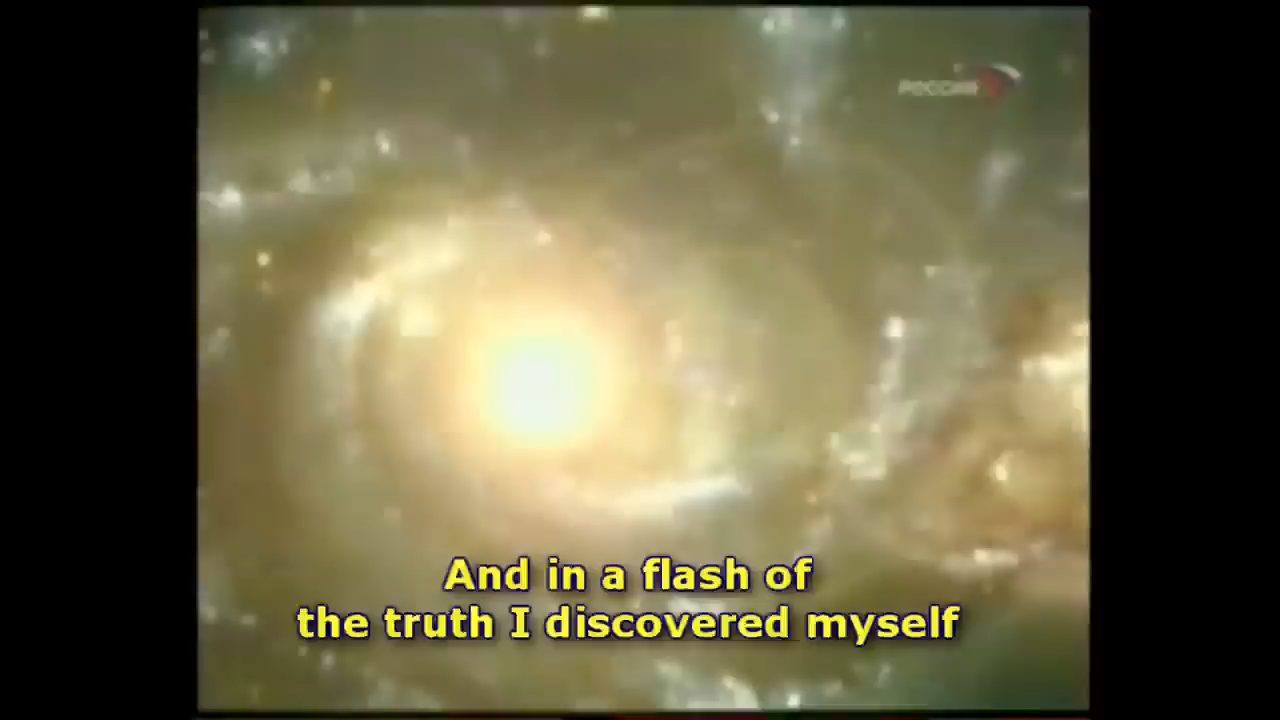 РОССИЯ
And in a flash of
the truth I discovered myself